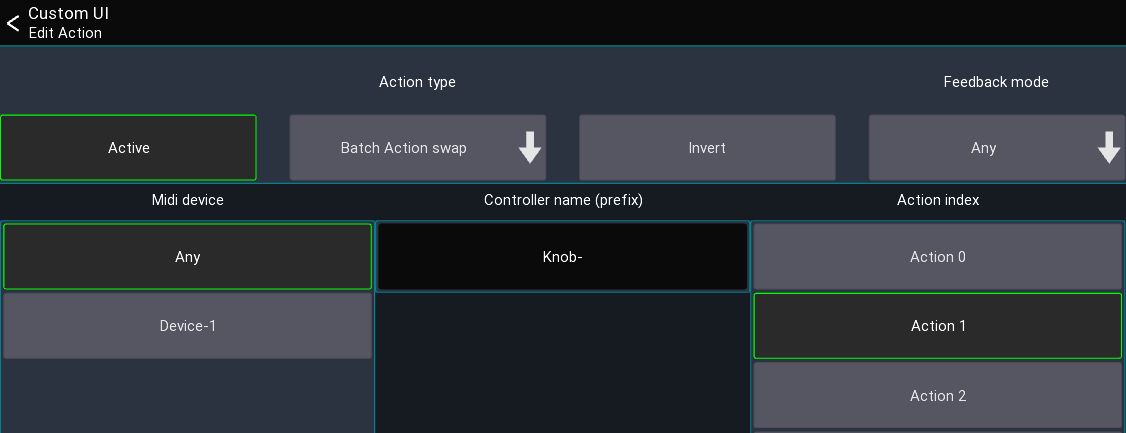 Custom UI
Edit Action
Action type
Feedback mode
Active
Batch Action swap
Invert
Any
Midi device
Controller name (prefix)
Action index
Any
Knob-
Action 0
Device-1
Action 1
Action 2